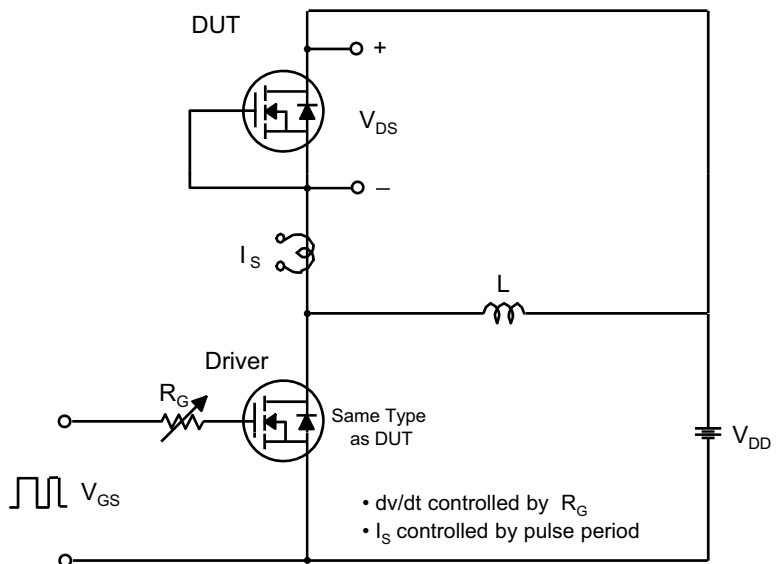 DUT
+
V_DS
–
I_S
L
Driver
R_G
Same Type
as DUT
V_DD
V_GS
• dv/dt controlled by R_G
• I_S controlled by pulse period